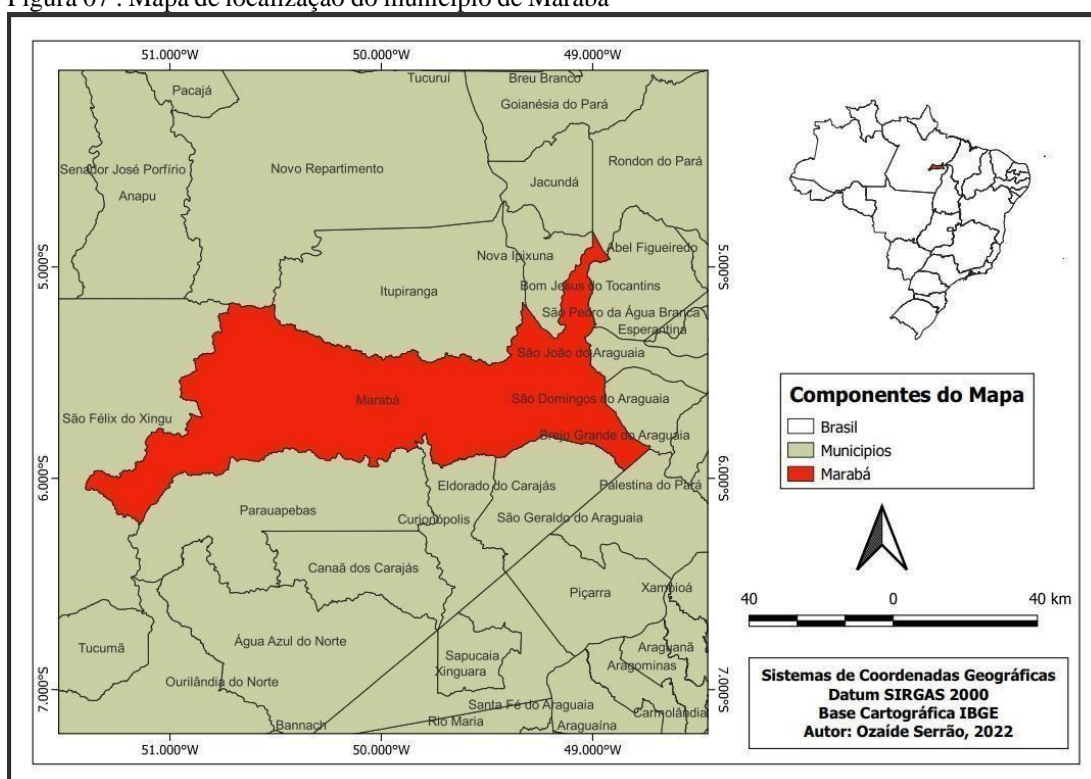 Figura 07 : Mapa de localização do município de Marabá
51.000°W 50.000°W 49.000°W
Tucuruí Breu Branco
Pacajá
Goianésia do Pará
Senador José Porfírio Novo Repartimento Rondon do Pará
Jacundá
Anapu
Nova Ipixuna Abel Figueiredo
5.000°S 5.000°S
Itupiranga Bom Jesus do Tocantins
São Pedro da Água Branca
Esperantina
São João do Araguaia
Marabá São Domingos do Araguaia
São Félix do Xingu
Brejo Grande do Araguaia
6.000°S 6.000°S
Eldorado do Carajás Palestina do Pará
Parauapebas Curionópolis São Geraldo do Araguaia
Canaã dos Carajás
Piçarra Xambioá
Tucumã Água Azul do Norte Araguanã
Sapucaia Aragominas
Xinguara
Ourilândia do Norte
7.000°S 7.000°S
Santa Fé do Araguaia
Carmolândia
Bannach Rio Maria Araguaína
51.000°W 50.000°W 49.000°W
Componentes do Mapa
Brasil
Municipios
Marabá
40 0 40 km
Sistemas de Coordenadas Geográficas
Datum SIRGAS 2000
Base Cartográfica IBGE
Autor: Ozaíde Serrão, 2022